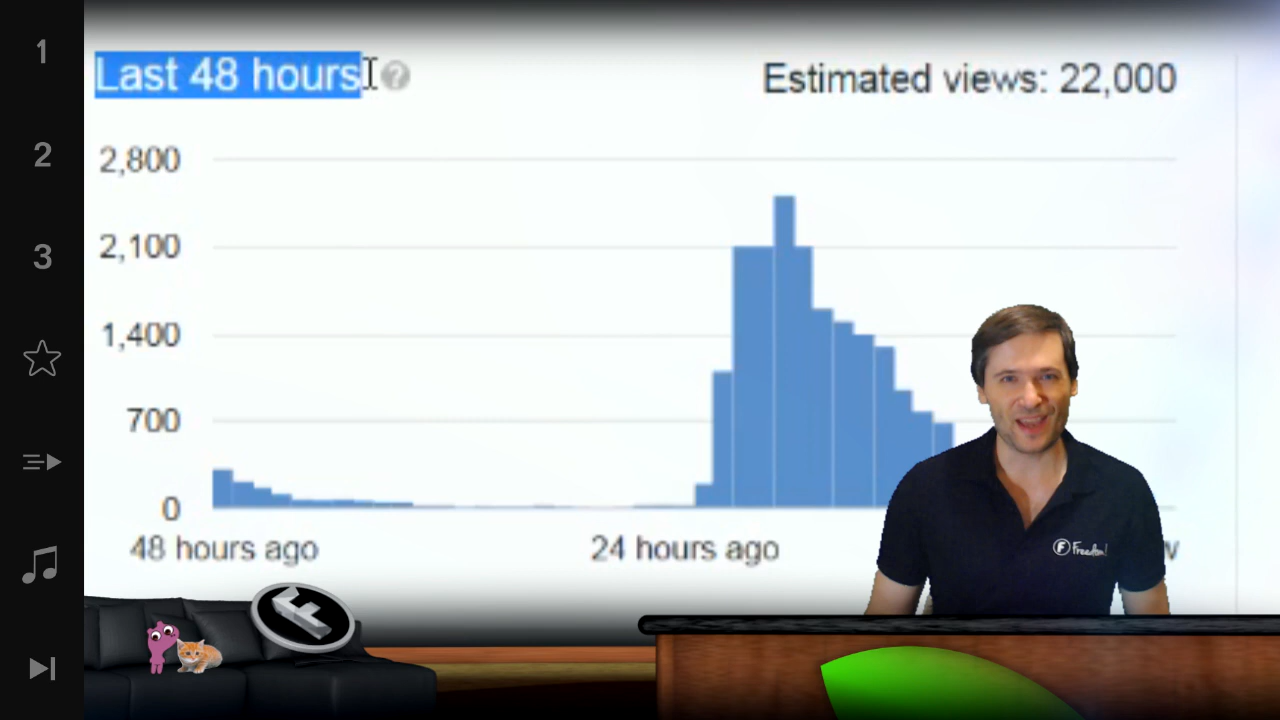 1
2
3
Last 48 hours ?
Estimated views: 22,000
2,800
2,100
1,400
700
0
48 hours ago
24 hours ago
F Freedom!
F